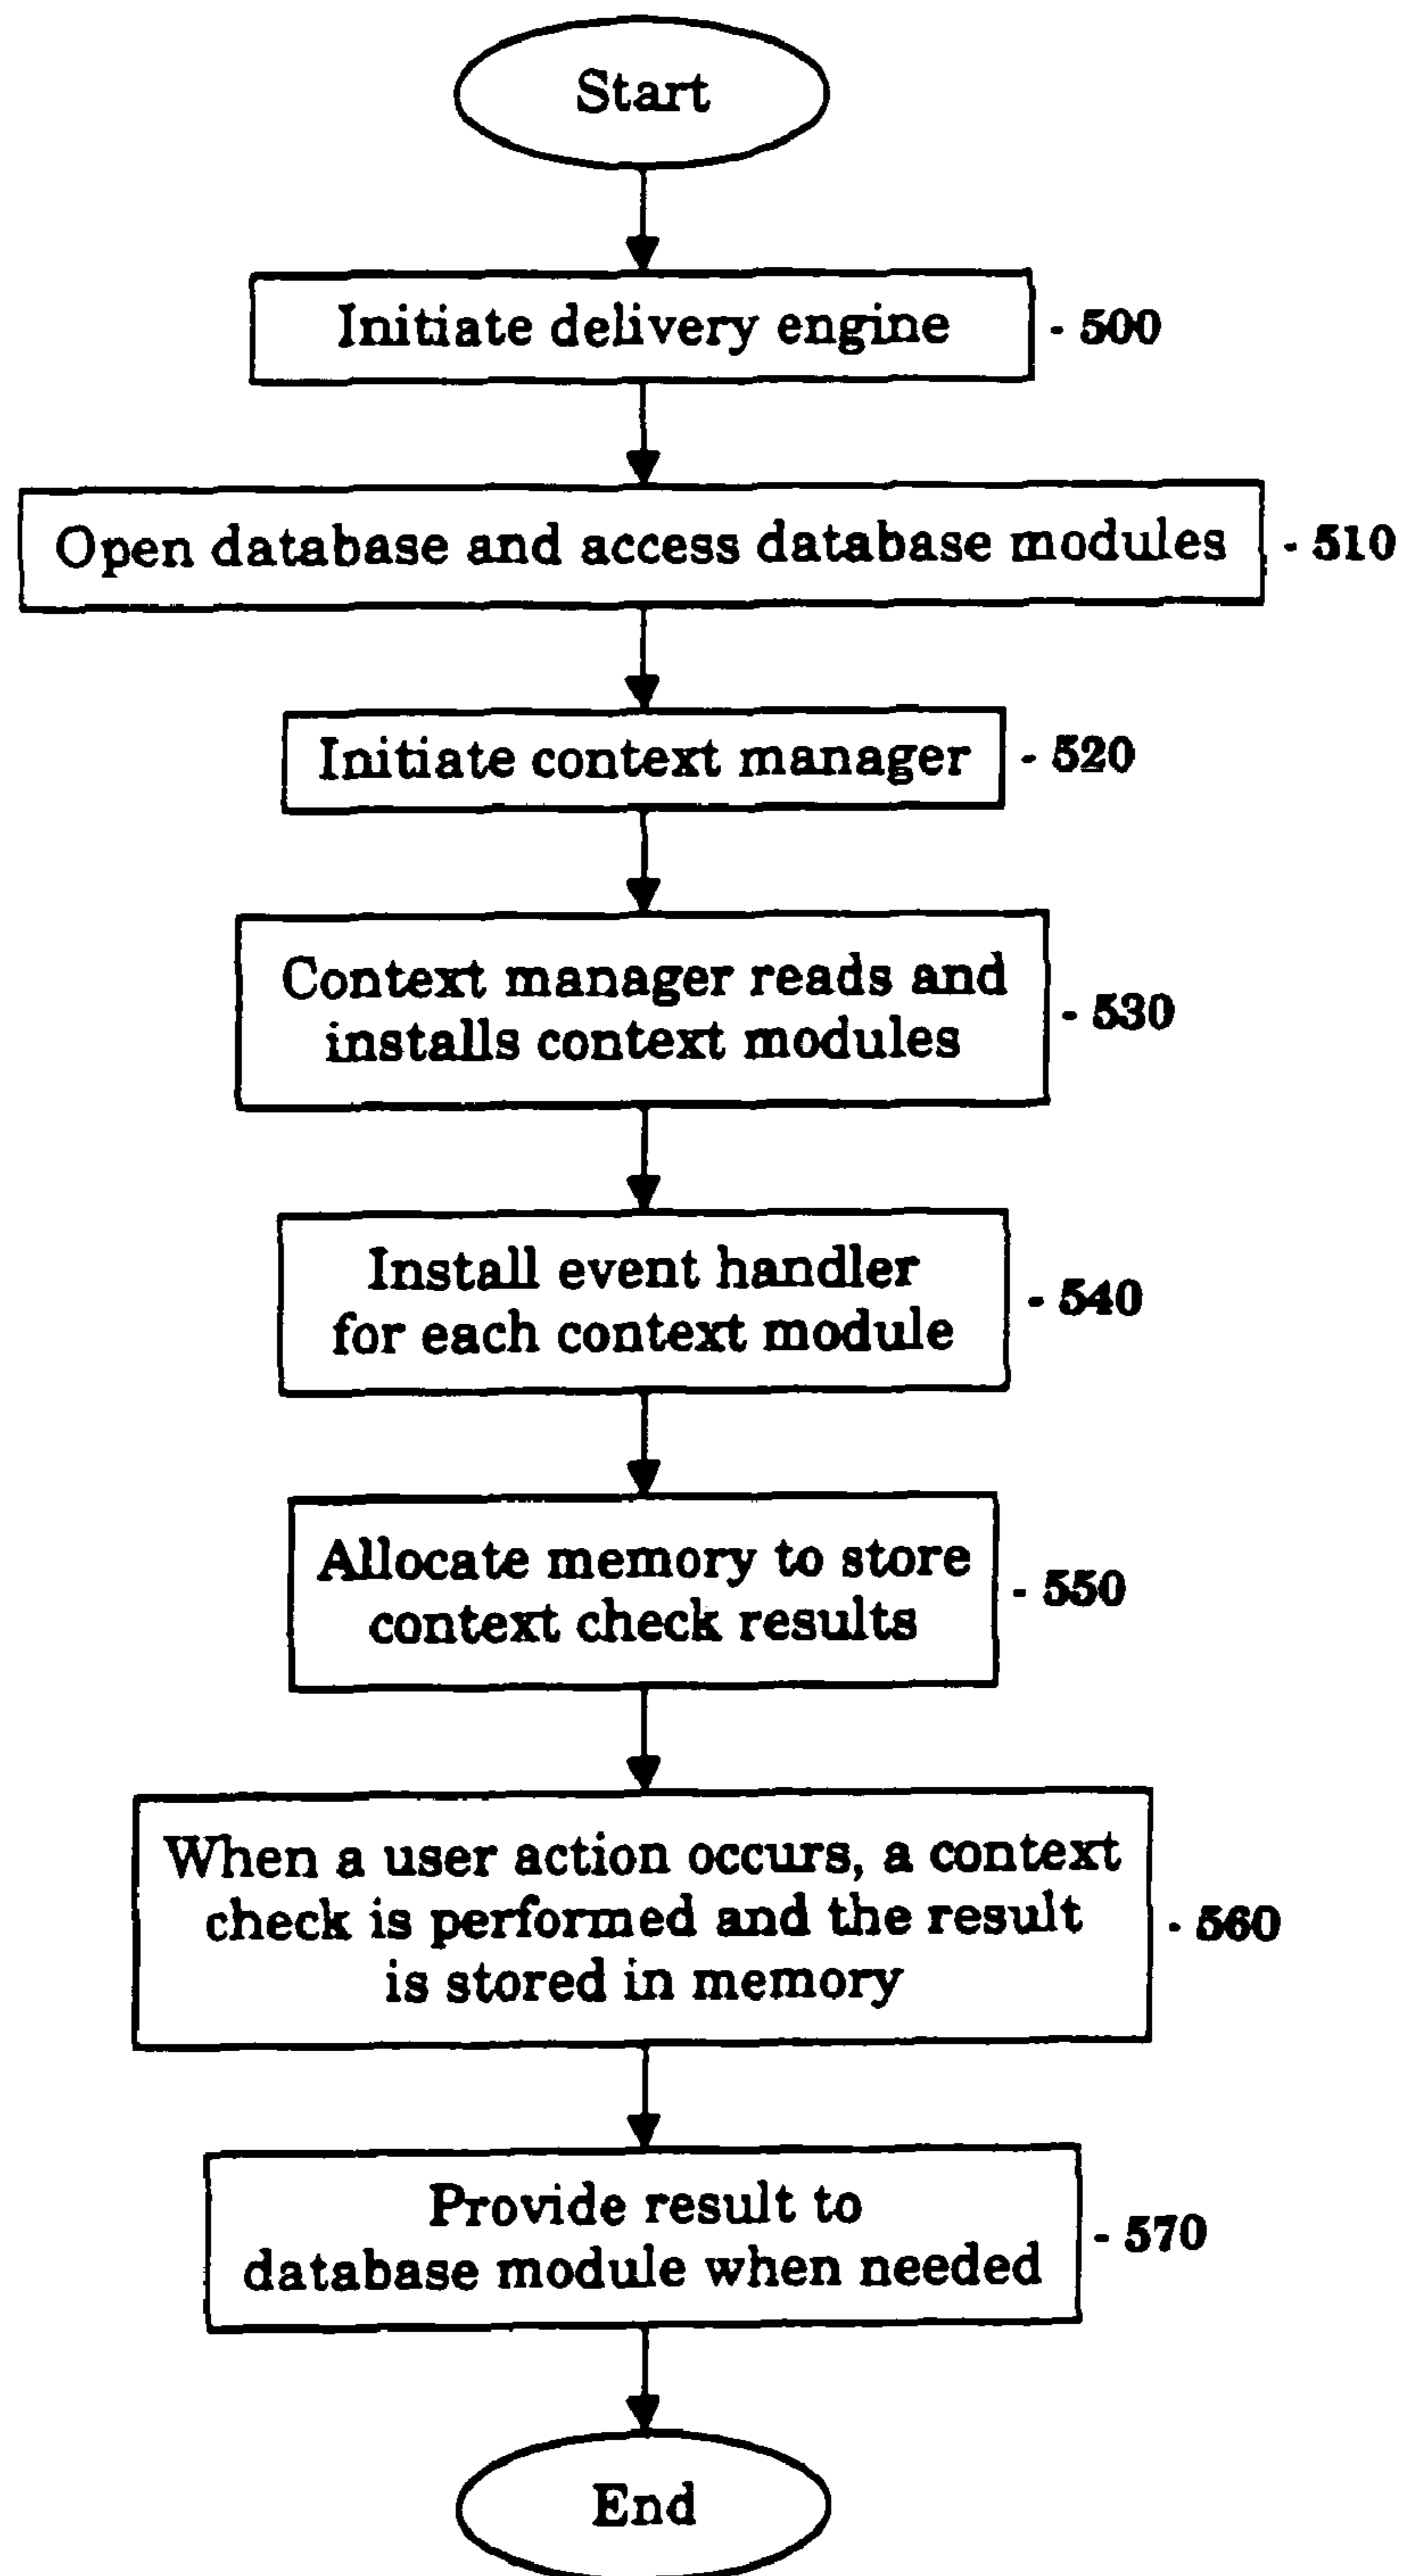 Start
Initiate delivery engine - 500
Open database and access database modules - 510
Initiate context manager - 520
Context manager reads and
installs context modules
- 530
Install event handler
for each context module
- 540
Allocate memory to store
context check results
- 550
When a user action occurs, a context
check is performed and the result
is stored in memory
- 560
Provide result to
database module when needed
- 570
End